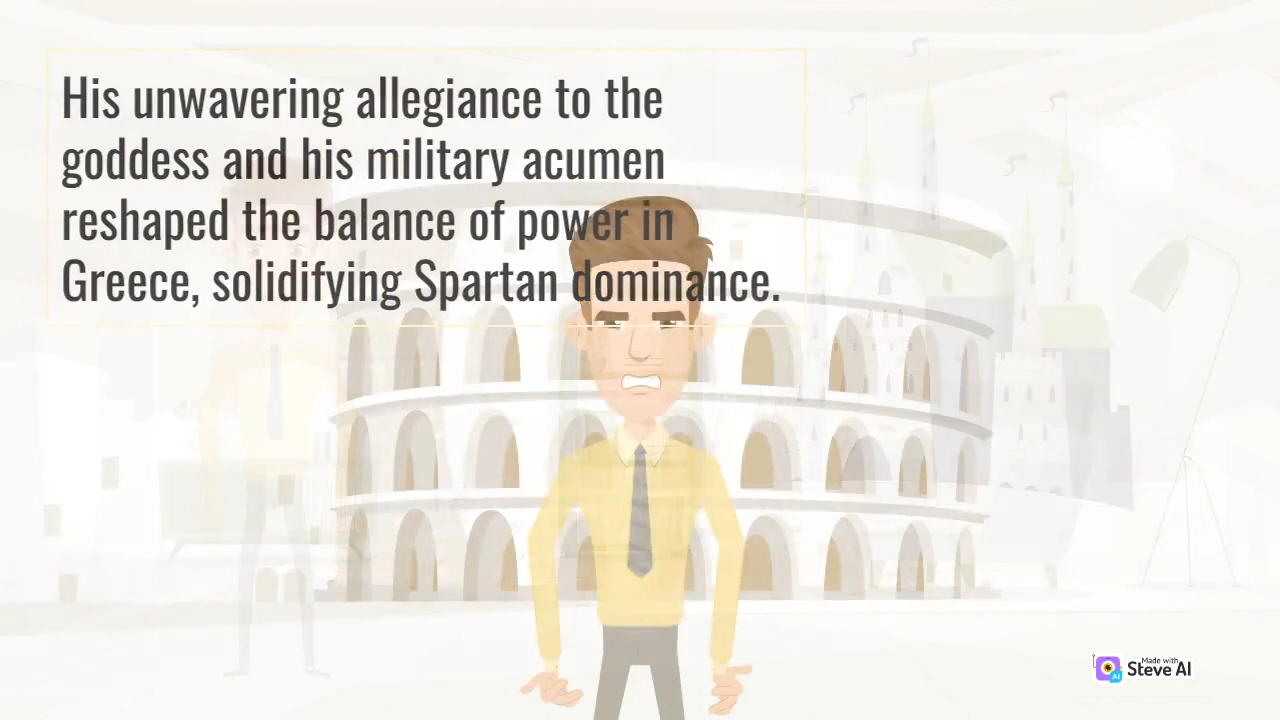 His unwavering allegiance to the
goddess and his military acumen
reshaped the balance of power in
Greece, solidifying Spartan dominance.
Made with
Steve AI
AI